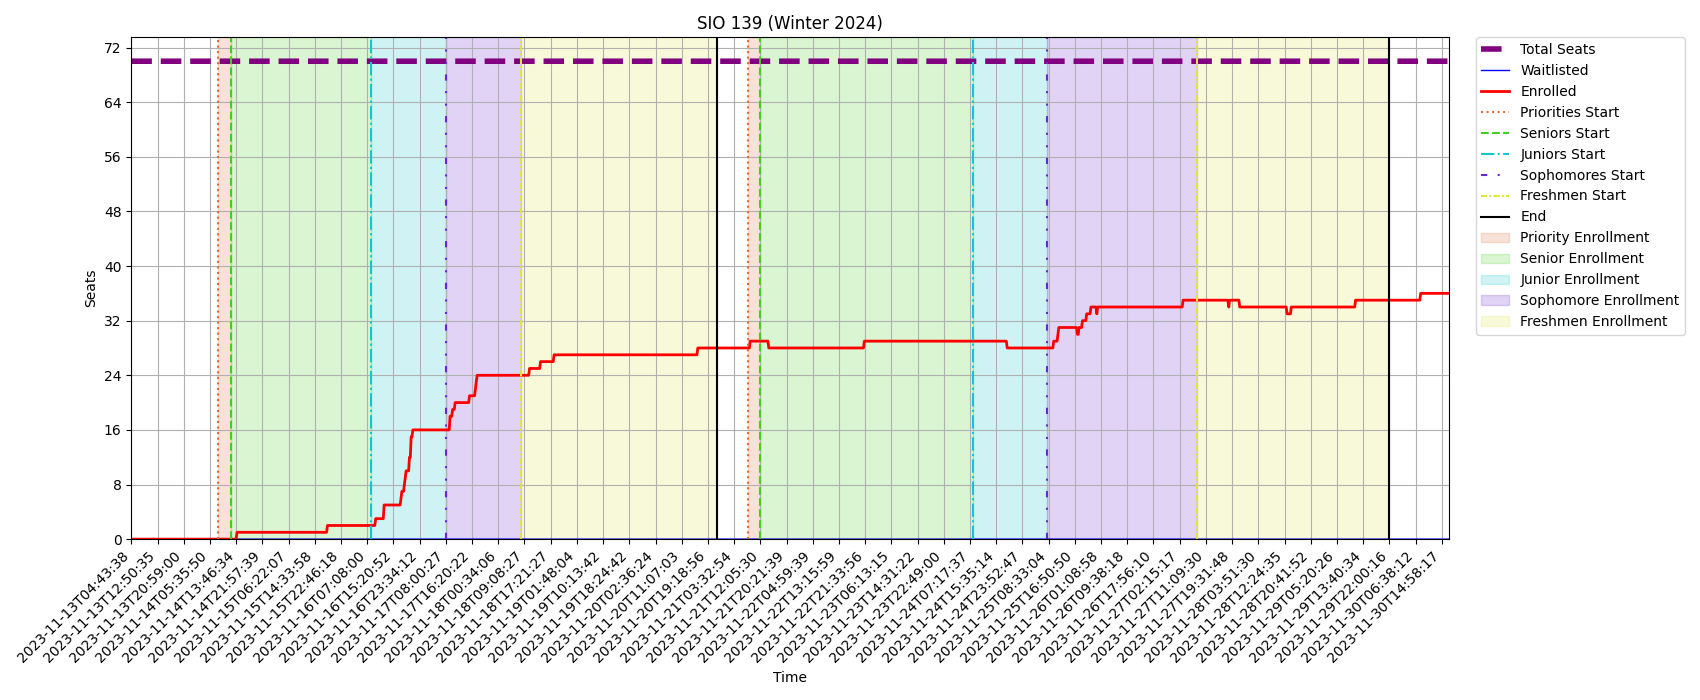 SIO 139 (Winter 2024)
72
64
56
48
40
32
24
16
8
0
Seats
2023-11-13T04:43:38
2023-11-13T12:50:35
2023-11-13T20:59:00
2023-11-14T05:35:50
2023-11-14T13:46:34
2023-11-14T21:57:39
2023-11-15T06:22:07
2023-11-15T14:33:58
2023-11-15T22:46:18
2023-11-16T07:08:00
2023-11-16T15:20:52
2023-11-16T23:34:12
2023-11-17T08:00:27
2023-11-17T16:20:22
2023-11-18T00:34:06
2023-11-18T09:08:27
2023-11-18T17:21:27
2023-11-19T01:48:04
2023-11-19T10:13:42
2023-11-19T18:24:42
2023-11-20T02:36:24
2023-11-20T11:07:03
2023-11-20T19:18:56
2023-11-21T03:32:54
2023-11-21T12:05:30
2023-11-21T20:21:39
2023-11-22T04:59:39
2023-11-22T13:15:59
2023-11-22T21:33:56
2023-11-23T06:13:15
2023-11-23T14:31:22
2023-11-23T22:49:00
2023-11-24T07:17:37
2023-11-24T15:35:14
2023-11-24T23:52:47
2023-11-25T08:33:04
2023-11-25T16:50:50
2023-11-26T01:08:58
2023-11-26T09:38:18
2023-11-26T17:56:10
2023-11-27T02:15:17
2023-11-27T11:09:30
2023-11-27T19:31:48
2023-11-28T03:51:30
2023-11-28T12:24:35
2023-11-28T20:41:52
2023-11-29T05:20:26
2023-11-29T13:40:34
2023-11-29T22:00:16
2023-11-30T06:38:12
2023-11-30T14:58:17
Time
Total Seats
Waitlisted
Enrolled
Priorities Start
Seniors Start
Juniors Start
Sophomores Start
Freshmen Start
End
Priority Enrollment
Senior Enrollment
Junior Enrollment
Sophomore Enrollment
Freshmen Enrollment